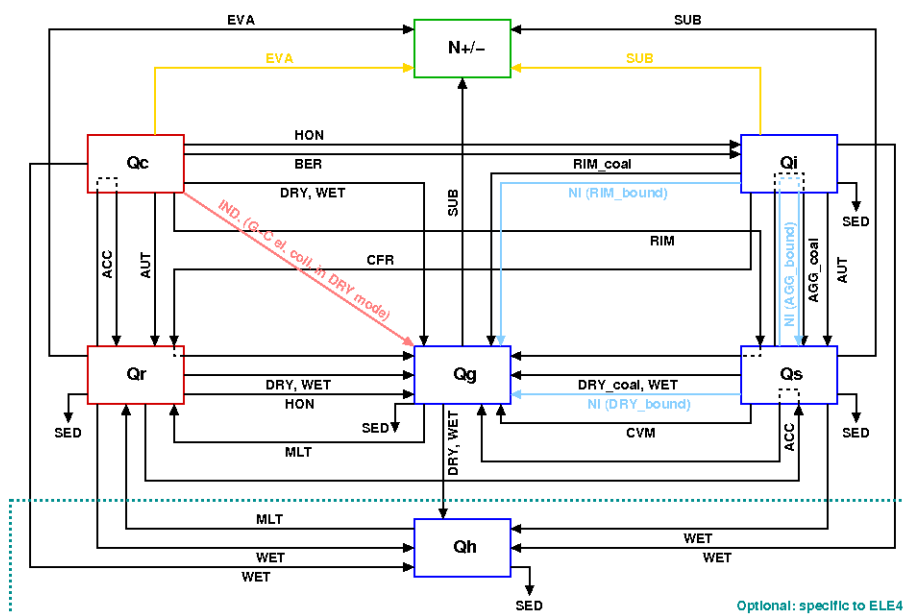 EVA
SUB
N+/−
EVA
SUB
HON
Qc
BER
RIM_coal
Qi
DRY, WET
NI (RIM_bound)
SUB
SED
IND. (G−C el. coll. in DRY mode)
RIM
ACC
AUT
CFR
NI (AGG_bound)
AGG_coal
AUT
Qr
DRY, WET
HON
Qg
DRY_coal, WET
NI (DRY_bound)
Qs
SED
SED
SED
MLT
DRY, WET
CVM
ACC
MLT
Qh
WET
WET
WET
WET
SED
Optional: specific to ELE4